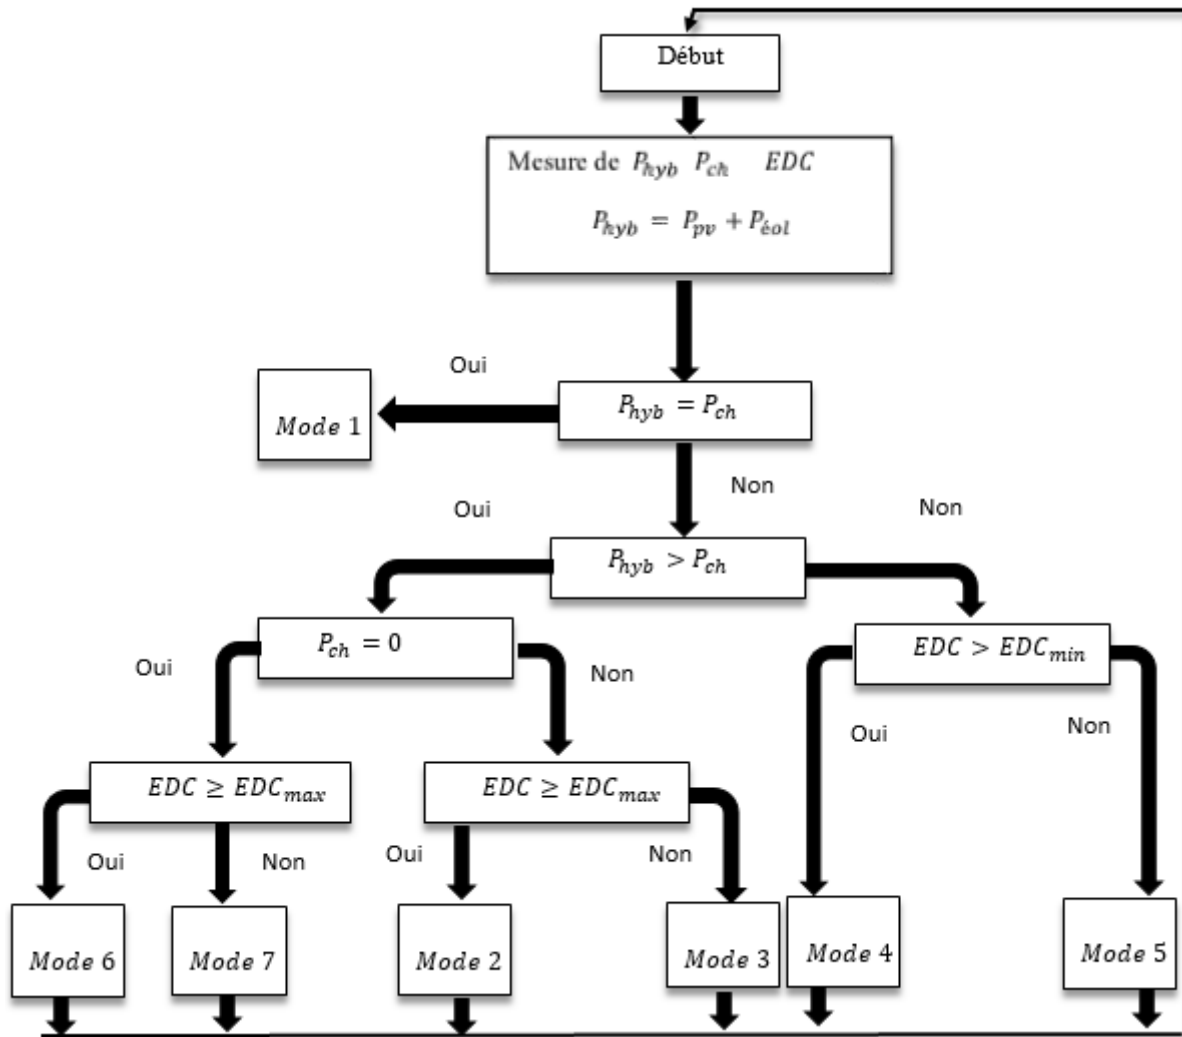 Début
Mesure de P_hyb P_ch EDC
P_hyb = P_pv + P_éol
Oui
P_hyb = P_ch
Mode 1
Non
Oui
Non
P_hyb > P_ch
P_ch = 0
EDC > EDC_min
Oui
Non
Oui
Non
EDC ≥ EDC_max
EDC ≥ EDC_max
Oui
Non
Oui
Non
Mode 6
Mode 7
Mode 2
Mode 3
Mode 4
Mode 5